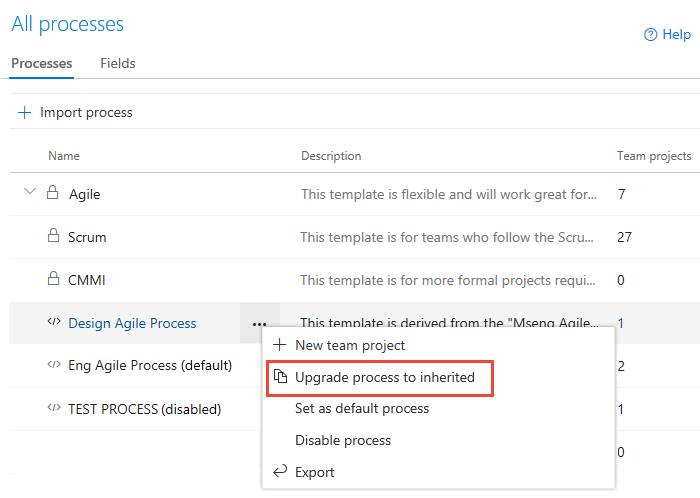 All processes
Help
Processes Fields
Import process
Name Description Team projects
Agile This template is flexible and will work great for... 7
Scrum This template is for teams who follow the Scru... 27
CMMI This template is for more formal projects requi... 0
Design Agile Process ... This template is derived from the "Mseng Agile... 1
New team project
Eng Agile Process (default) 2
Upgrade process to inherited
Set as default process
TEST PROCESS (disabled) 1
Disable process
0
Export